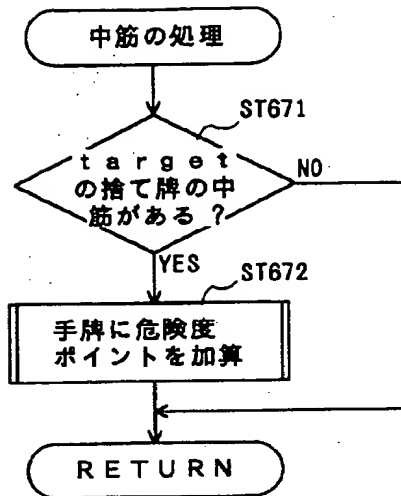 中筋の処理
ST671
target
の捨て牌の中
筋がある ?
NO
YES
ST672
手牌に危険度
ポイントを加算
RETURN